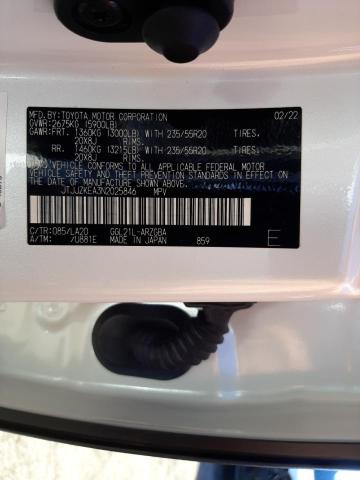 MFD.BY:TOYOTA MOTOR CORPORATION 02/22
GVWR:2675KG (5900LB)
GAWR:FRT. 1360KG (3000LB) WITH 235/55R20 TIRES,
20X8J RIMS,
RR. 1460KG (3215LB) WITH 235/55R20 TIRES,
20X8J RIMS,
THIS VEHICLE CONFORMS TO ALL APPLICABLE FEDERAL MOTOR
VEHICLE SAFETY AND THEFT PREVENTION STANDARDS IN EFFECT
ON THE DATE OF MANUFACTURE SHOWN ABOVE.
JTJJZKEA3N2025846 MPV
C/TR:085/LA20 GGL21L-ARZGBA
A/TM: /U881E MADE IN JAPAN 859
E